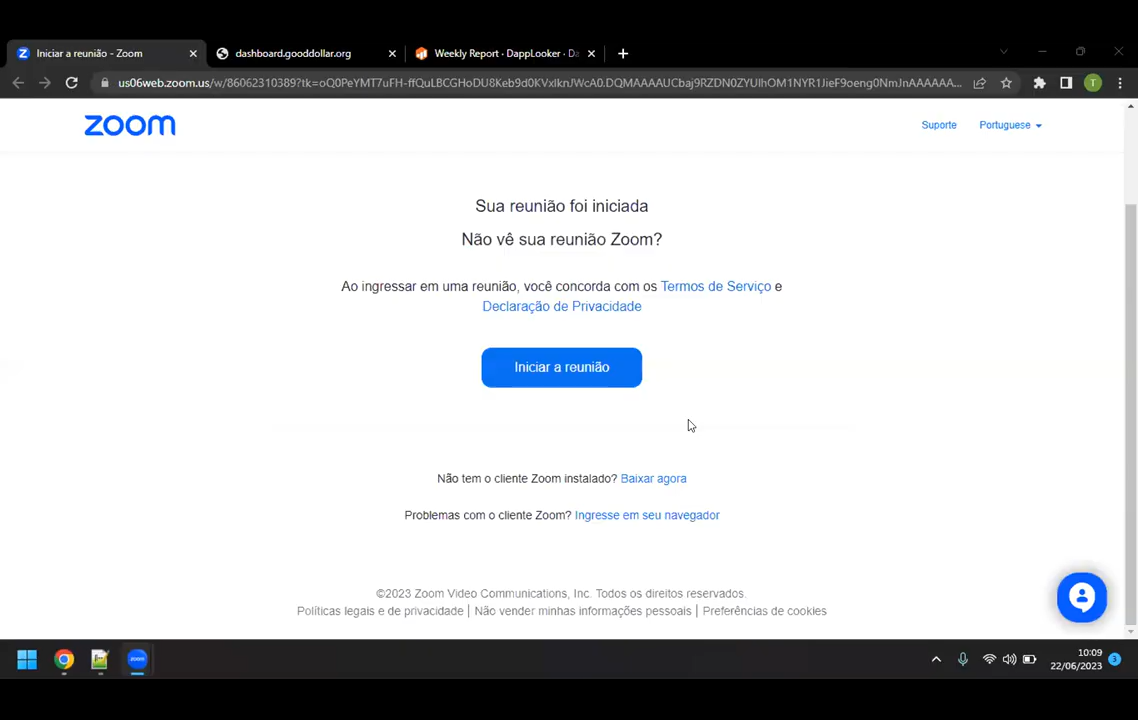 Iniciar a reunião - Zoom
dashboard.gooddollar.org
Weekly Report · DappLooker · Da
us06web.zoom.us/w/86062310389?tk=oQ0PeYMT7uFH-ffQuLBCGHoDU8Keb9d0KVxlknJWcA0.DQMAAAAUCbaj9RZDN0ZYUlhOM1NYR1JieF9oeng0NmJnAAAAAA...
T
zoom
Suporte
Portuguese
Sua reunião foi iniciada
Não vê sua reunião Zoom?
Ao ingressar em uma reunião, você concorda com os Termos de Serviço e
Declaração de Privacidade
Iniciar a reunião
Não tem o cliente Zoom instalado? Baixar agora
Problemas com o cliente Zoom? Ingresse em seu navegador
©2023 Zoom Video Communications, Inc. Todos os direitos reservados.
Políticas legais e de privacidade | Não vender minhas informações pessoais | Preferências de cookies
zoom
10:09
22/06/2023
3